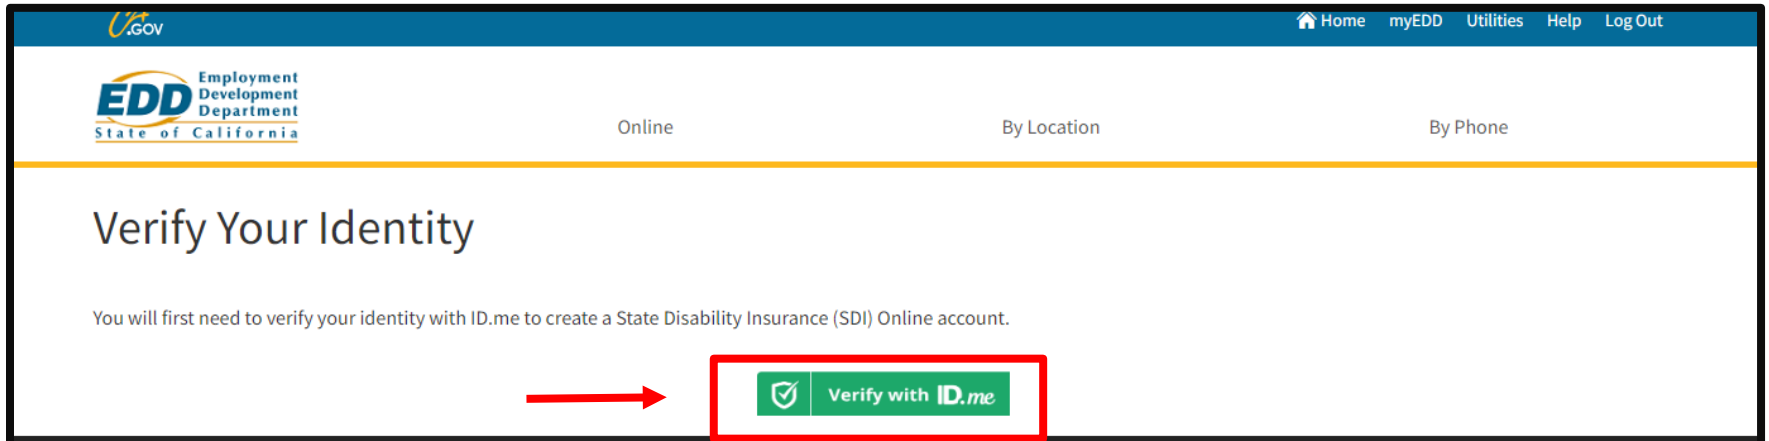 CA.GOV
Home myEDD Utilities Help Log Out
EDD Employment
Development
Department
State of California
Online By Location By Phone
Verify Your Identity
You will first need to verify your identity with ID.me to create a State Disability Insurance (SDI) Online account.
Verify with ID.me